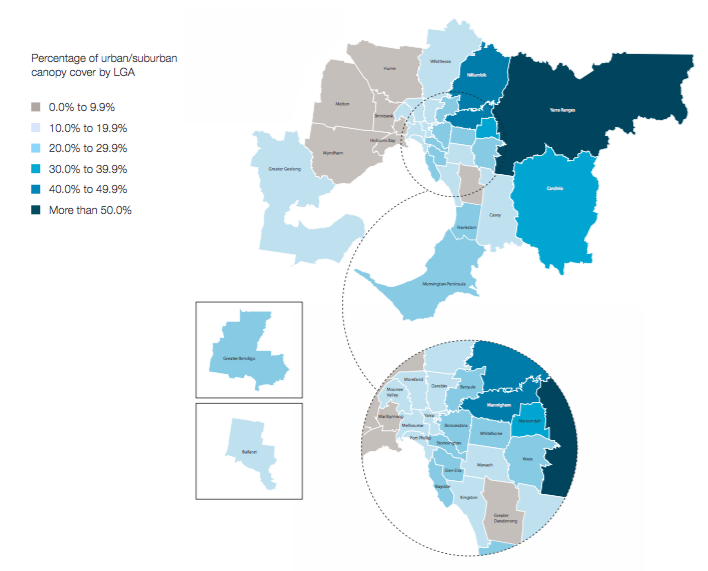 Percentage of urban/suburban
canopy cover by LGA
0.0% to 9.9%
10.0% to 19.9%
20.0% to 29.9%
30.0% to 39.9%
40.0% to 49.9%
More than 50.0%
Whittlesea
Hume
Nillumbik
Melton
Yarra Ranges
Brimbank
Hobsons Bay
Wyndham
Greater Geelong
Cardinia
Casey
Frankston
Mornington Peninsula
Greater Bendigo
Ballarat
Moreland
Darebin
Banyule
Moonee
Valley
Manningham
Maribyrnong
Yarra
Maroondah
Melbourne
Boroondara
Port Phillip
Whitehorse
Stonnington
Knox
Monash
Glen Eira
Bayside
Kingston
Greater
Dandenong